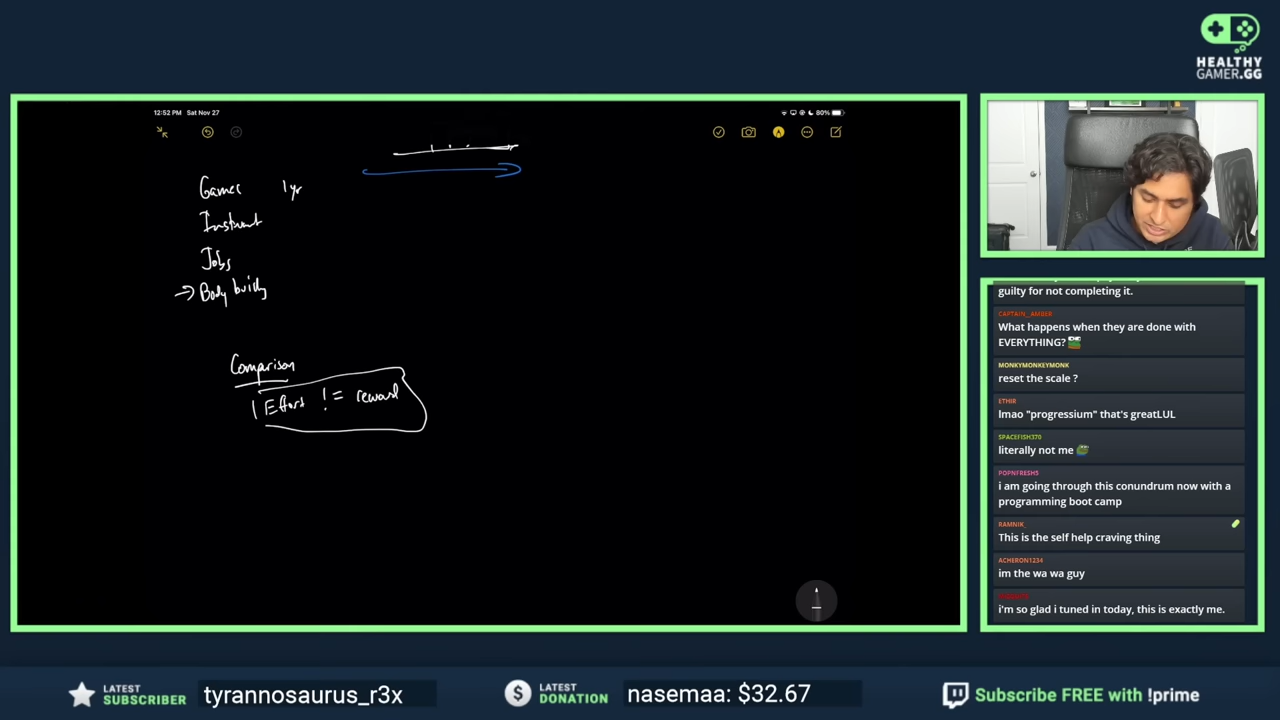 HEALTHY
GAMER.GG
12:52 PM Sat Nov 27
80%
Games 1 yr
Instrument
Jobs
→ Body building
Comparison
Effort != reward
guilty for not completing it.
CAPTAIN_AMBER
What happens when they are done with
EVERYTHING?
MONKYMONKEYMONK
reset the scale ?
ETHIR
lmao "progressium" that's greatLUL
SPACEFISH370
literally not me
POPNFRESH5
i am going through this conundrum now with a
programming boot camp
RAMNIK_
This is the self help craving thing
ACHERON1234
im the wa wa guy
i'm so glad i tuned in today, this is exactly me.
LATEST
SUBSCRIBER
tyrannosaurus_r3x
LATEST
DONATION
nasemaa: $32.67
Subscribe FREE with !prime